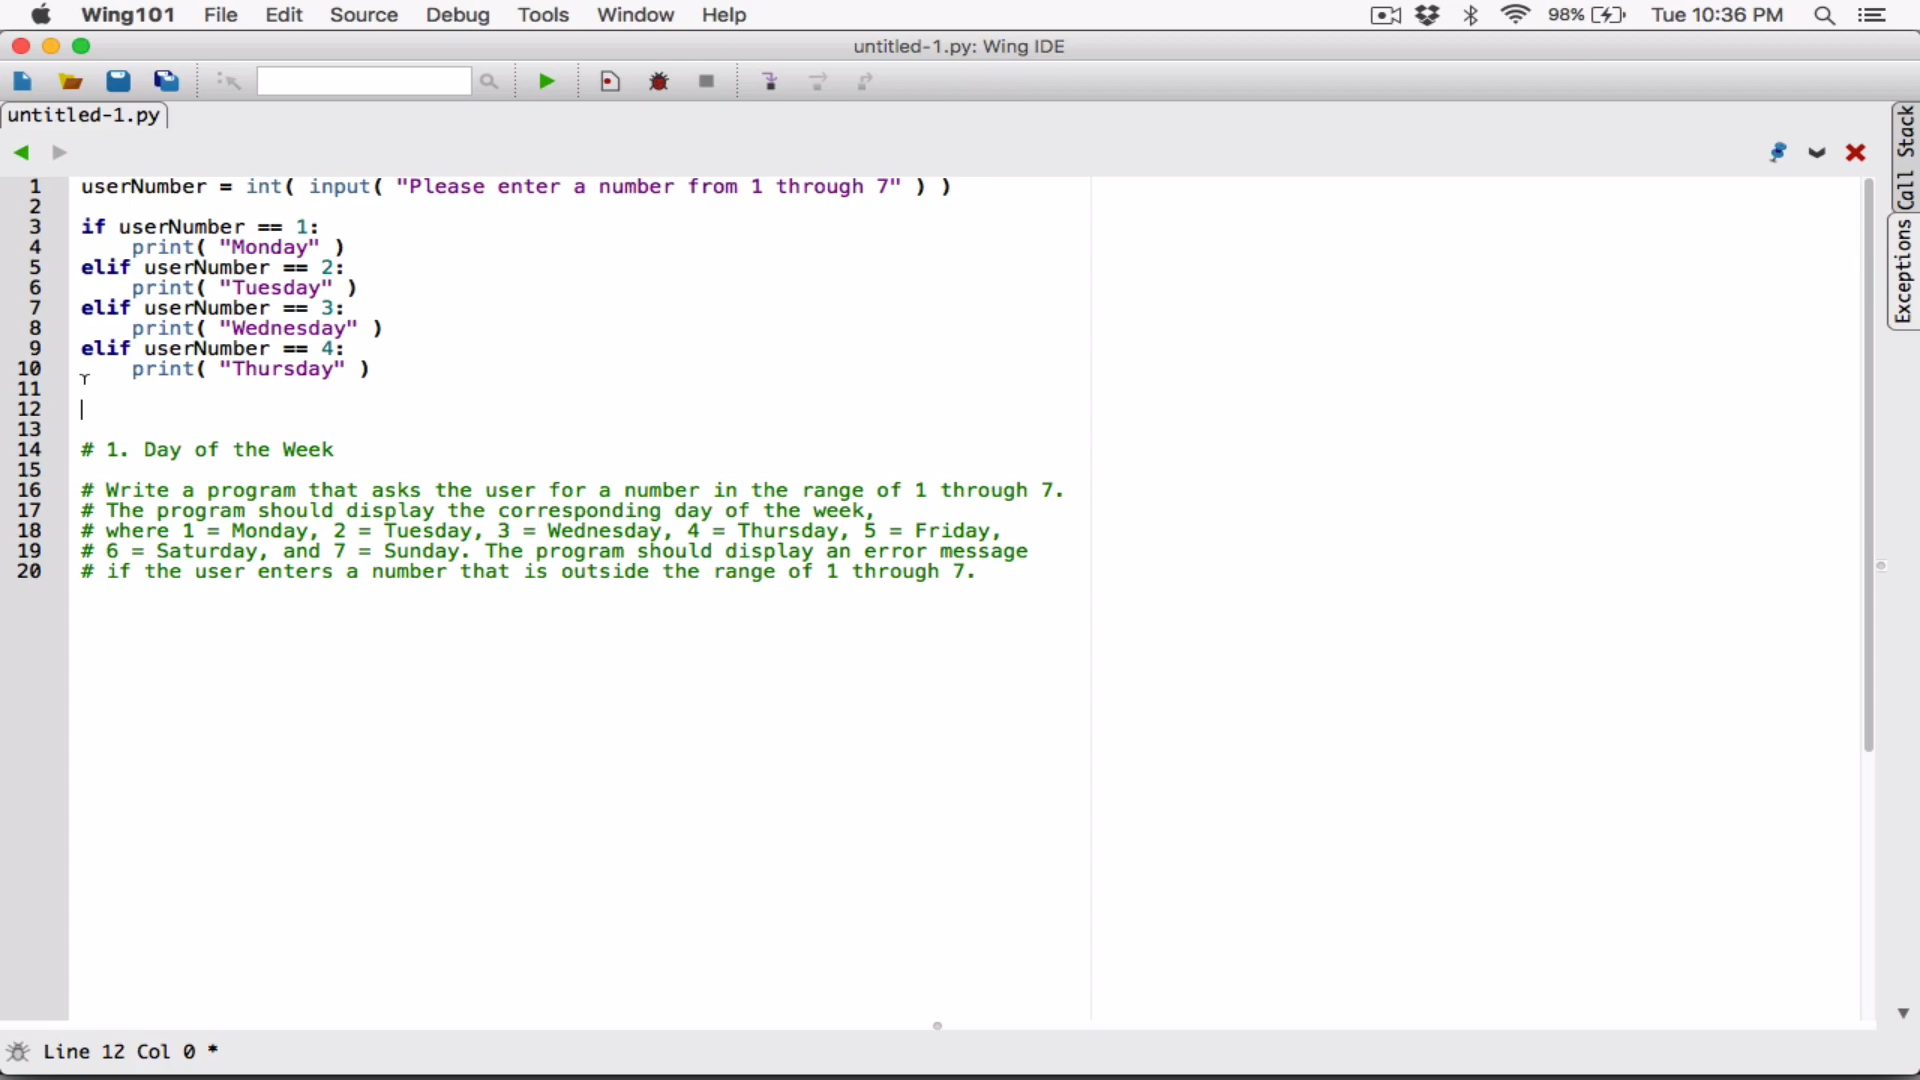 Wing101 File Edit Source Debug Tools Window Help 98% Tue 10:36 PM
untitled-1.py: Wing IDE
untitled-1.py
Call Stack
Exceptions
1 userNumber = int( input( "Please enter a number from 1 through 7" ) )
2
3 if userNumber == 1:
4     print( "Monday" )
5 elif userNumber == 2:
6     print( "Tuesday" )
7 elif userNumber == 3:
8     print( "Wednesday" )
9 elif userNumber == 4:
10     print( "Thursday" )
11
12
13
14 # 1. Day of the Week
15
16 # Write a program that asks the user for a number in the range of 1 through 7.
17 # The program should display the corresponding day of the week,
18 # where 1 = Monday, 2 = Tuesday, 3 = Wednesday, 4 = Thursday, 5 = Friday,
19 # 6 = Saturday, and 7 = Sunday. The program should display an error message
20 # if the user enters a number that is outside the range of 1 through 7.
Line 12 Col 0 *